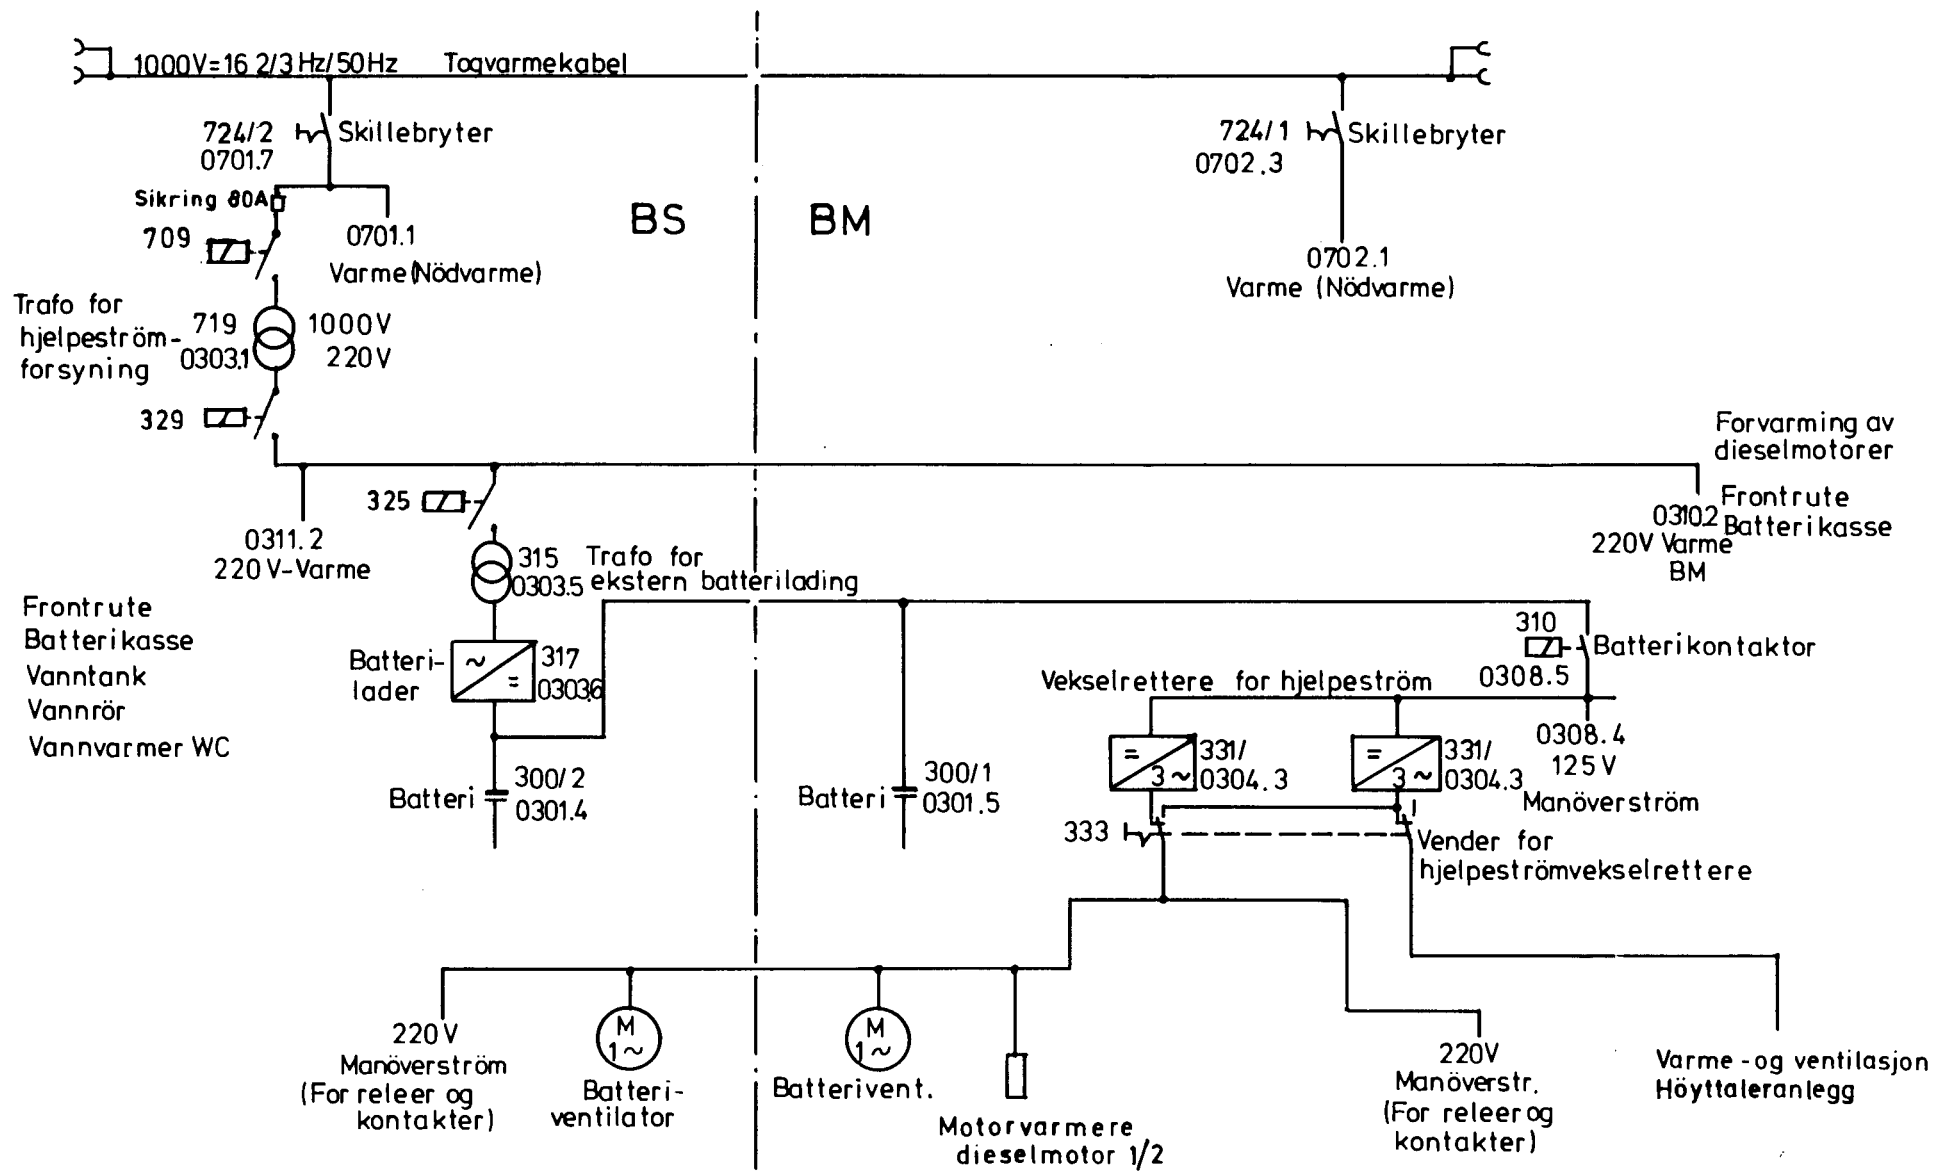 1000V=16 2/3 Hz/50Hz Togvarmekabel
724/2 Skillebryter
0701.7
724/1 Skillebryter
0702.3
Sikring 80A
709
0701.1
Varme (Nödvarme)
BS
BM
0702.1
Varme (Nödvarme)
Trafo for
hjelpeström-
forsyning
719
0303.1
1000V
220V
329
Forvarming av
dieselmotorer
Frontrute
Batterikasse
0310.2
220V Varme
BM
325
0311.2
220V-Varme
315
0303.5
Trafo for
ekstern batterilading
Frontrute
Batterikasse
Vanntank
Vannrör
Vannvarmer WC
Batteri-
lader
~
=
317
0303.6
310
Batterikontaktor
0308.5
Vekselrettere for hjelpeström
=
3~
331/
0304.3
=
3~
331/
0304.3
0308.4
125V
Manöverström
Batteri
300/2
0301.4
Batteri
300/1
0301.5
333
Vender for
hjelpeströmvekselrettere
220V
Manöverström
(For releer og
kontakter)
M
1~
Batteri-
ventilator
M
1~
Batterivent.
Motorvarmere
dieselmotor 1/2
220V
Manöverstr.
(For releer og
kontakter)
Varme-og ventilasjon
Höyttaleranlegg